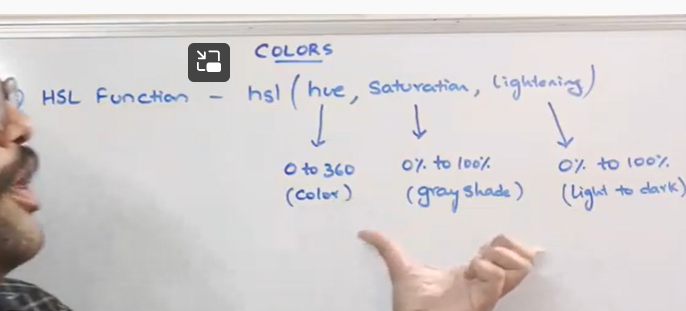 COLORS
HSL Function - hsl (hue, Saturation, Lightening)
0 to 360 0% to 100% 0% to 100%
(Color) (gray shade) (Light to dark)